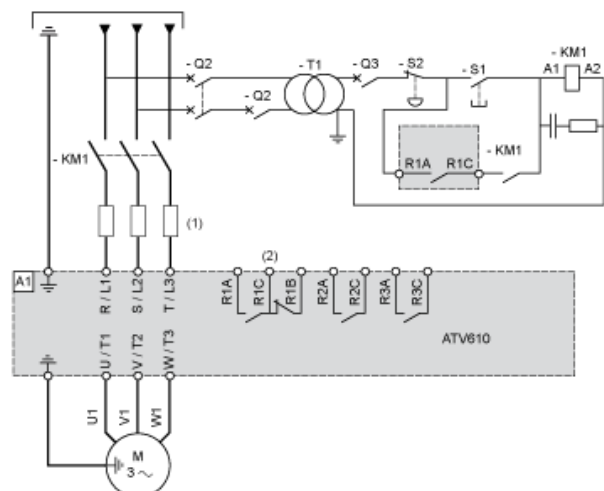 - Q2
- T1
- Q3
- S2
- S1
- KM1
A1
A2
- Q2
- KM1
R1A
R1C
- KM1
(1)
(2)
A1
R / L1
S / L2
T / L3
R1A
R1C
R1B
R2A
R2C
R3A
R3C
ATV610
U / T1
V / T2
W / T3
U1
V1
W1
M
3 ~